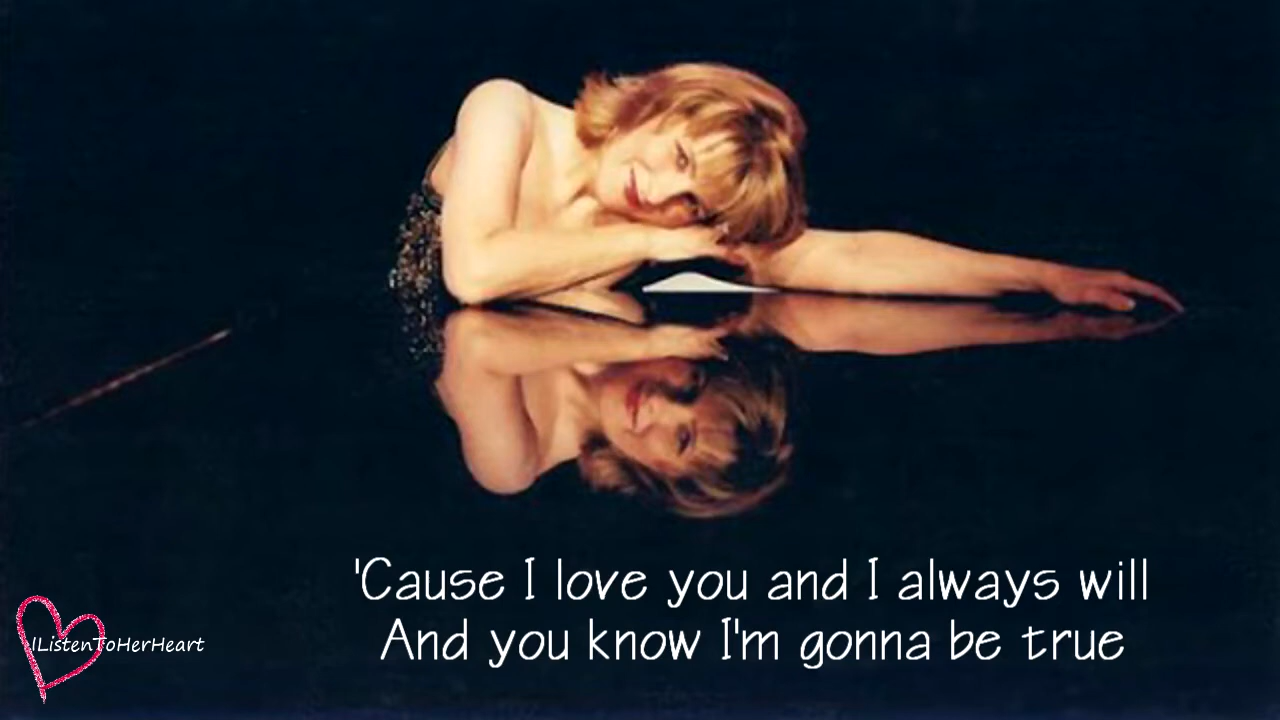 'Cause I love you and I always will
And you know I'm gonna be true
IListenToHerHeart